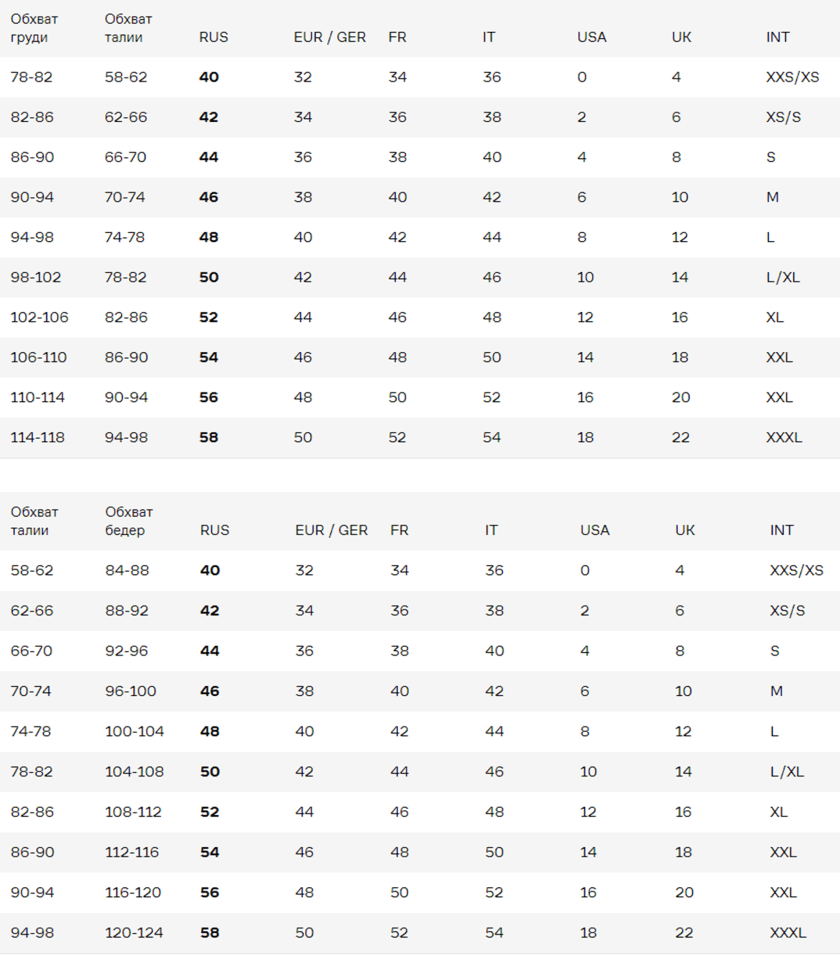 Обхват Обхват
груди талии RUS EUR / GER FR IT USA UK INT
78-82 58-62 40 32 34 36 0 4 XXS/XS
82-86 62-66 42 34 36 38 2 6 XS/S
86-90 66-70 44 36 38 40 4 8 S
90-94 70-74 46 38 40 42 6 10 M
94-98 74-78 48 40 42 44 8 12 L
98-102 78-82 50 42 44 46 10 14 L/XL
102-106 82-86 52 44 46 48 12 16 XL
106-110 86-90 54 46 48 50 14 18 XXL
110-114 90-94 56 48 50 52 16 20 XXL
114-118 94-98 58 50 52 54 18 22 XXXL
Обхват Обхват
талии бедер RUS EUR / GER FR IT USA UK INT
58-62 84-88 40 32 34 36 0 4 XXS/XS
62-66 88-92 42 34 36 38 2 6 XS/S
66-70 92-96 44 36 38 40 4 8 S
70-74 96-100 46 38 40 42 6 10 M
74-78 100-104 48 40 42 44 8 12 L
78-82 104-108 50 42 44 46 10 14 L/XL
82-86 108-112 52 44 46 48 12 16 XL
86-90 112-116 54 46 48 50 14 18 XXL
90-94 116-120 56 48 50 52 16 20 XXL
94-98 120-124 58 50 52 54 18 22 XXXL